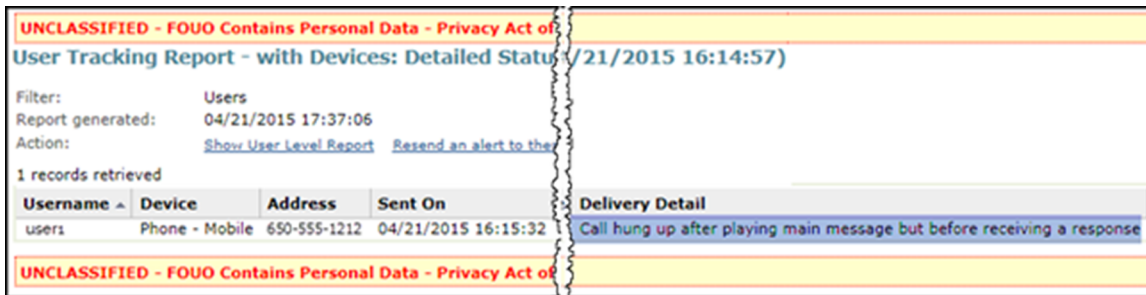 UNCLASSIFIED - FOUO Contains Personal Data - Privacy Act of
User Tracking Report - with Devices: Detailed Statu /21/2015 16:14:57)
Filter: Users
Report generated: 04/21/2015 17:37:06
Action: Show User Level Report Resend an alert to the
1 records retrieved
Username Device Address Sent On Delivery Detail
user1 Phone - Mobile 650-555-1212 04/21/2015 16:15:32 Call hung up after playing main message but before receiving a response
UNCLASSIFIED - FOUO Contains Personal Data - Privacy Act of